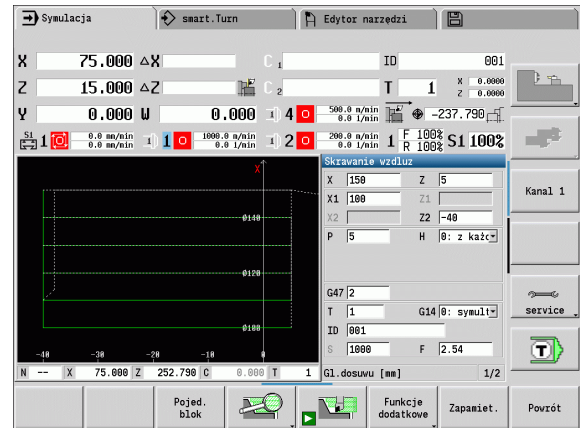 Symulacja smart.Turn Edytor narzędzi
X 75.000 ΔX C 1 ID 001
Z 15.000 ΔZ C 2 T 1 X 0.0000 Z 0.0000
Y 0.000 W 0.000 4 500.0 m/min 0.0 1/min -237.790
S1 1 0.0 mm/min 0.0 mm/min 1 1000.0 m/min 0.0 1/min 2 200.0 m/min 0.0 1/min 1 F 100% R 100% S1 100%
X
Ø140
Ø120
Ø100
-40 -30 -20 -10 0
N -- X 75.000 Z 252.790 C 0.000 T 1
Skrawanie wzdluz
X 150 Z 5
X1 100 Z1
X2 Z2 -40
P 5 H 0: z każc
G47 2
T 1 G14 0: symult
ID 001
S 1000 F 2.54
Gl.dosuwu [mm] 1/2
Kanal 1
service
T
Pojed. blok
Funkcje dodatkowe
Zapamiet.
Powrót